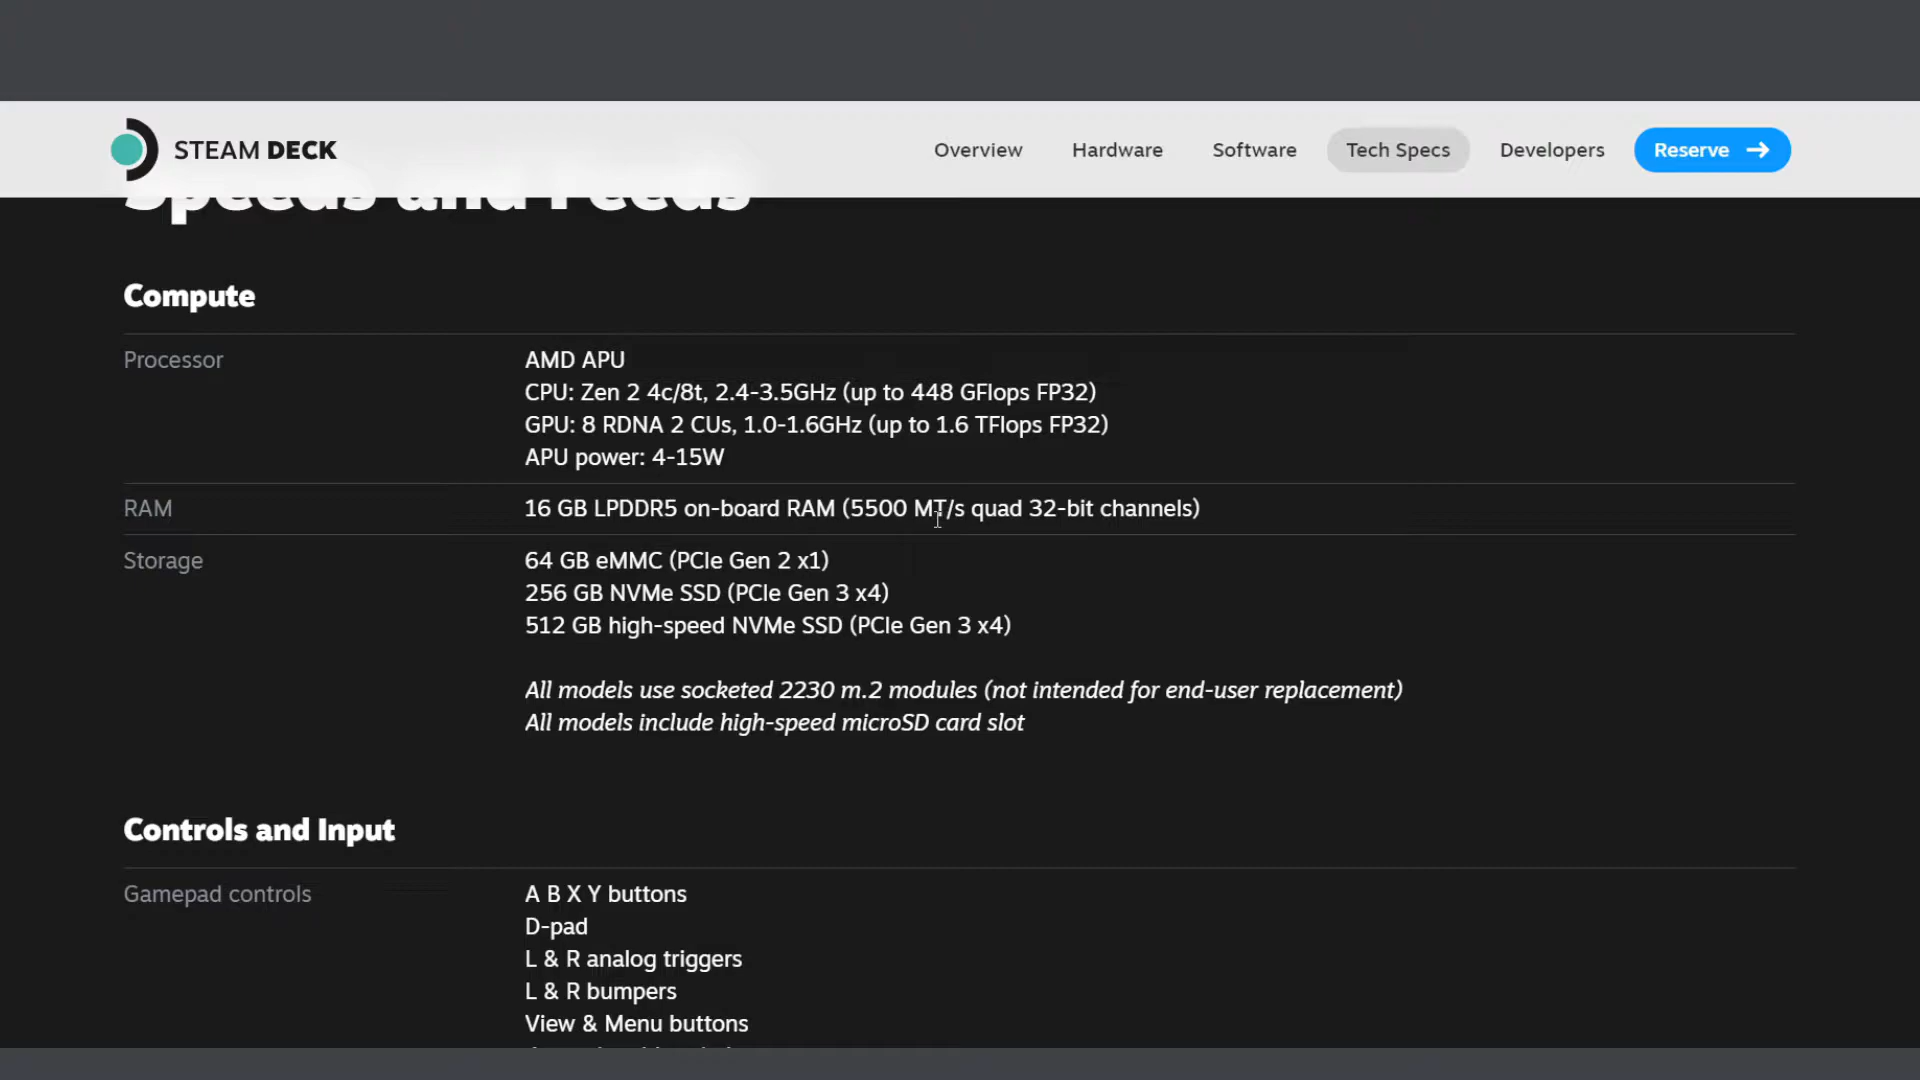 STEAM DECK
Overview
Hardware
Software
Tech Specs
Developers
Reserve
Speeds and Feeds
Compute
Processor
AMD APU
CPU: Zen 2 4c/8t, 2.4-3.5GHz (up to 448 GFlops FP32)
GPU: 8 RDNA 2 CUs, 1.0-1.6GHz (up to 1.6 TFlops FP32)
APU power: 4-15W
RAM
16 GB LPDDR5 on-board RAM (5500 MT/s quad 32-bit channels)
Storage
64 GB eMMC (PCIe Gen 2 x1)
256 GB NVMe SSD (PCIe Gen 3 x4)
512 GB high-speed NVMe SSD (PCIe Gen 3 x4)
All models use socketed 2230 m.2 modules (not intended for end-user replacement)
All models include high-speed microSD card slot
Controls and Input
Gamepad controls
A B X Y buttons
D-pad
L & R analog triggers
L & R bumpers
View & Menu buttons